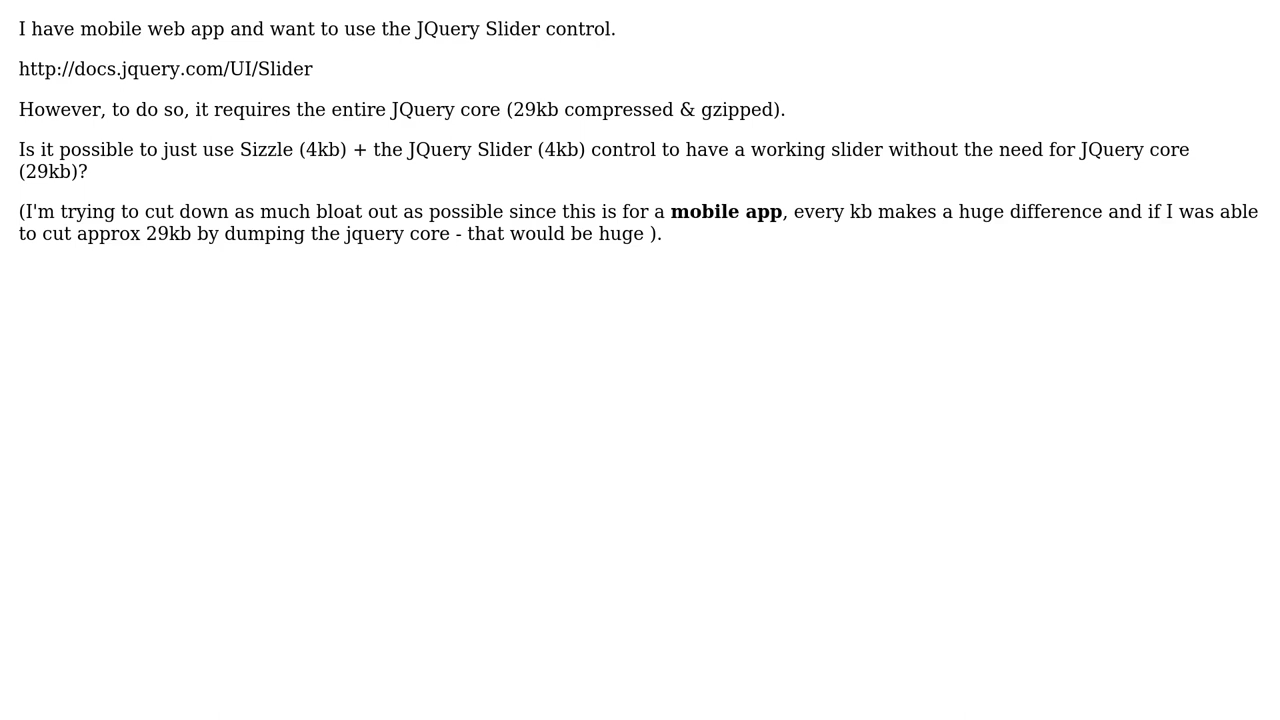 I have mobile web app and want to use the JQuery Slider control.
http://docs.jquery.com/UI/Slider
However, to do so, it requires the entire JQuery core (29kb compressed & gzipped).
Is it possible to just use Sizzle (4kb) + the JQuery Slider (4kb) control to have a working slider without the need for JQuery core
(29kb)?
(I'm trying to cut down as much bloat out as possible since this is for a mobile app, every kb makes a huge difference and if I was able
to cut approx 29kb by dumping the jquery core - that would be huge ).